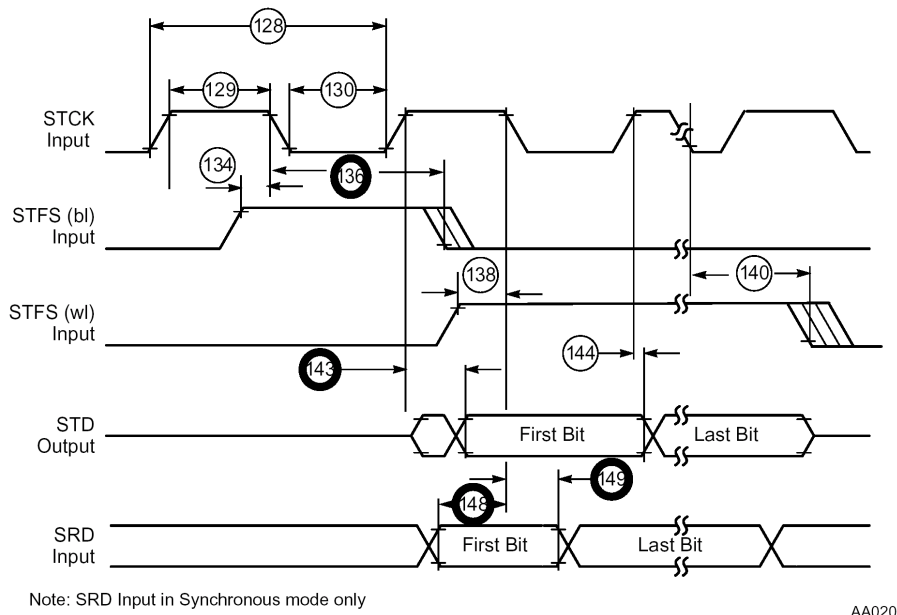 128
129
130
STCK
Input
134
136
STFS (bl)
Input
138
140
STFS (wl)
Input
143
144
STD
Output
First Bit
Last Bit
149
148
SRD
Input
First Bit
Last Bit
Note: SRD Input in Synchronous mode only
AA020